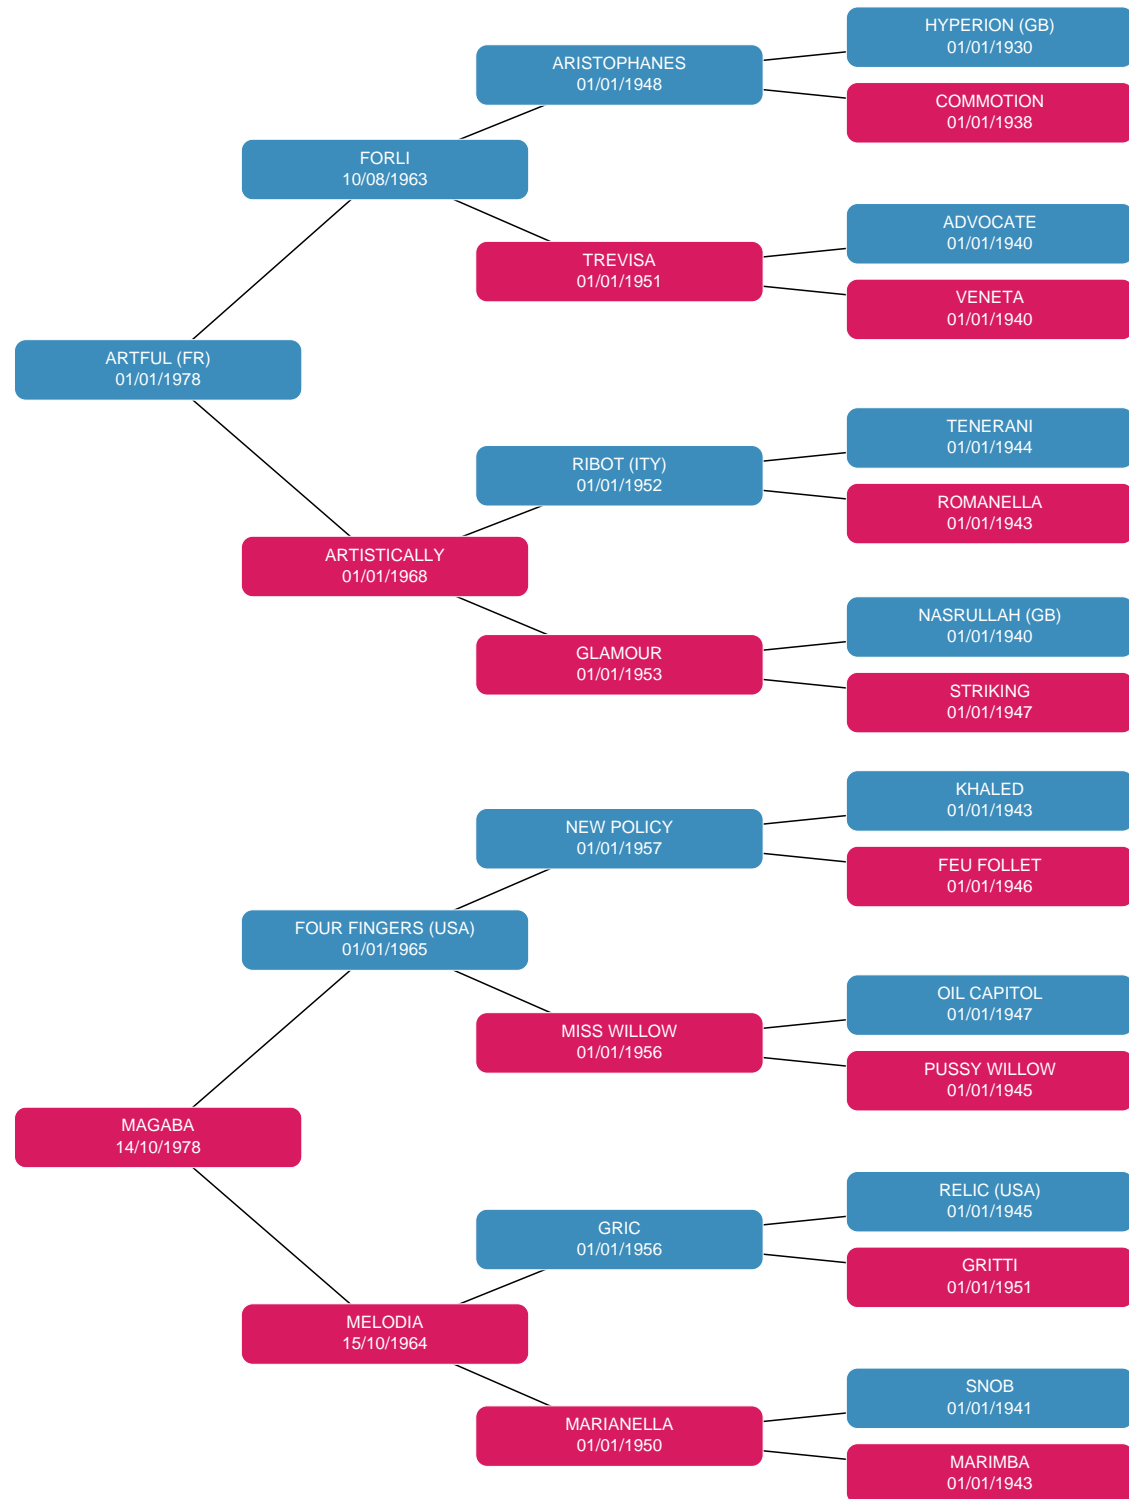 HYPERION (GB)
01/01/1930
ARISTOPHANES
01/01/1948
COMMOTION
01/01/1938
FORLI
10/08/1963
ADVOCATE
01/01/1940
TREVISA
01/01/1951
VENETA
01/01/1940
ARTFUL (FR)
01/01/1978
TENERANI
01/01/1944
RIBOT (ITY)
01/01/1952
ROMANELLA
01/01/1943
ARTISTICALLY
01/01/1968
NASRULLAH (GB)
01/01/1940
GLAMOUR
01/01/1953
STRIKING
01/01/1947
KHALED
01/01/1943
NEW POLICY
01/01/1957
FEU FOLLET
01/01/1946
FOUR FINGERS (USA)
01/01/1965
OIL CAPITOL
01/01/1947
MISS WILLOW
01/01/1956
PUSSY WILLOW
01/01/1945
MAGABA
14/10/1978
RELIC (USA)
01/01/1945
GRIC
01/01/1956
GRITTI
01/01/1951
MELODIA
15/10/1964
SNOB
01/01/1941
MARIANELLA
01/01/1950
MARIMBA
01/01/1943